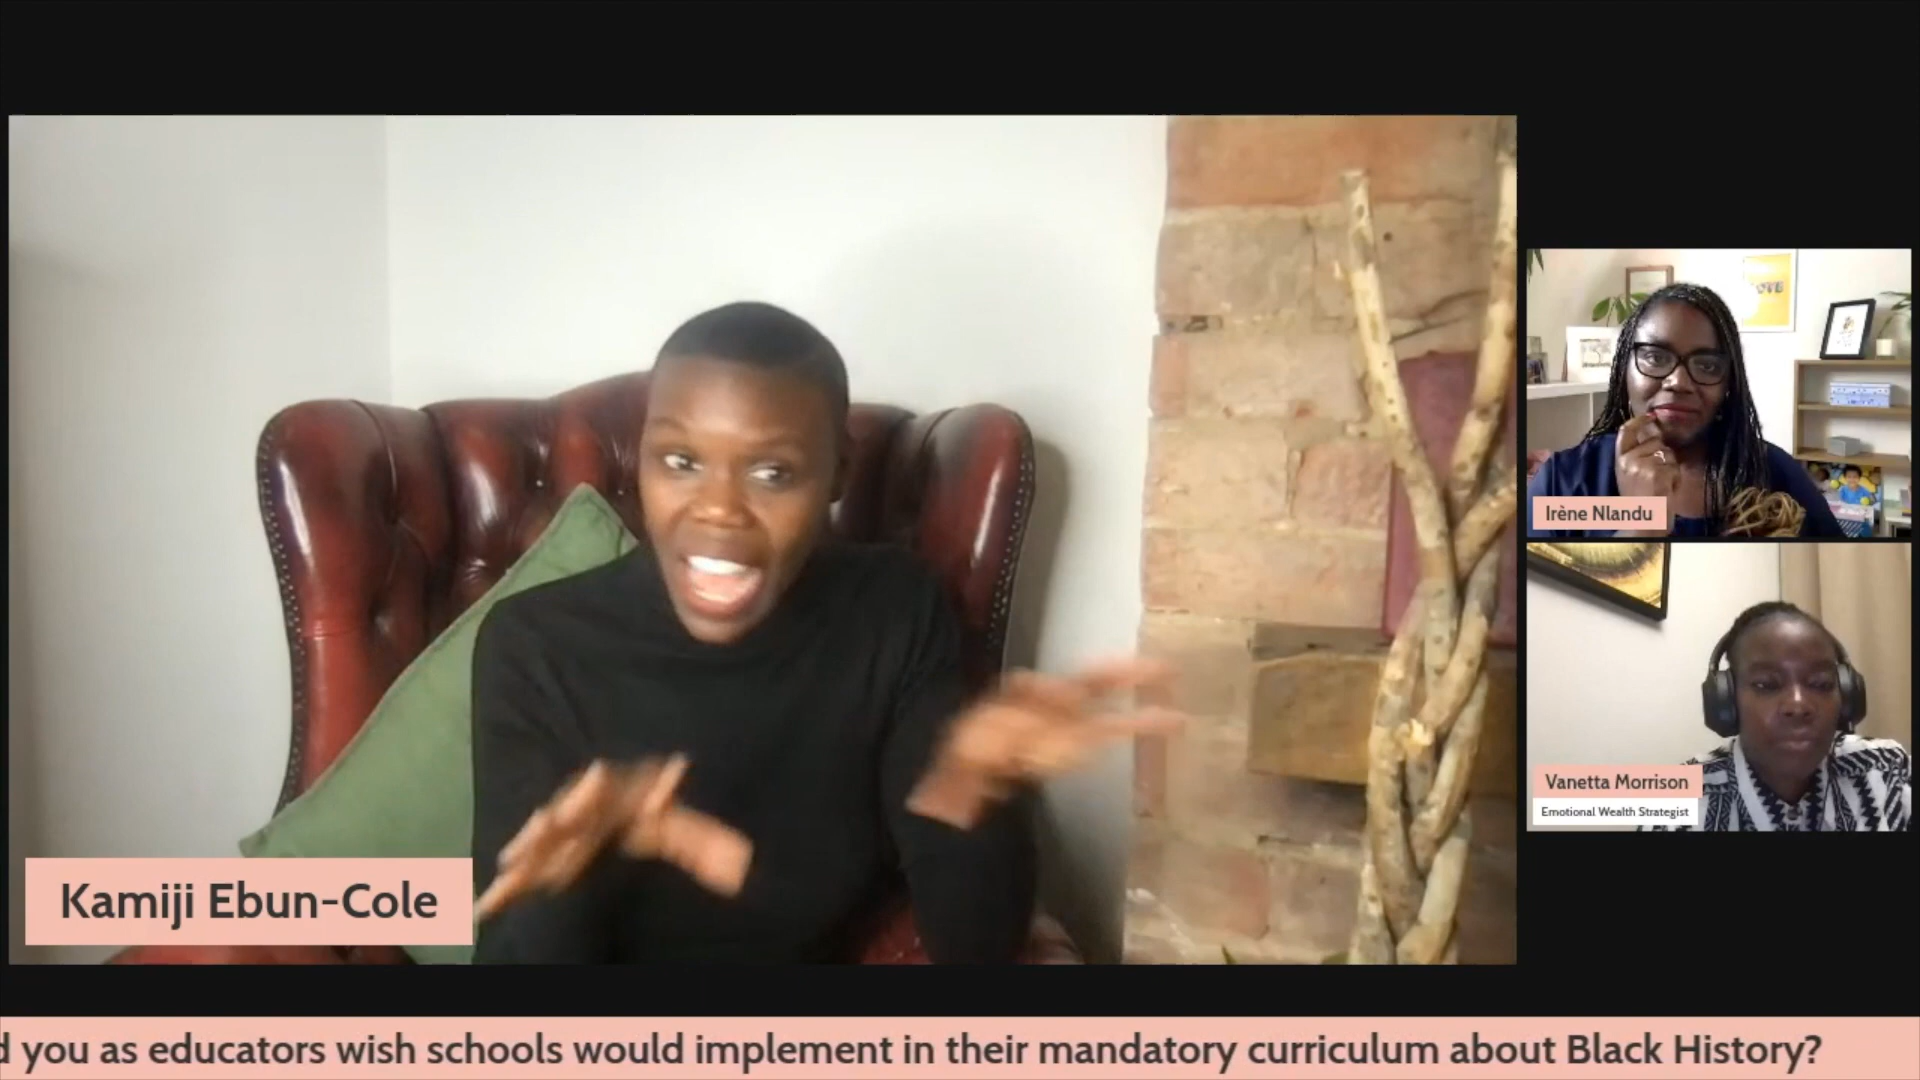 Kamiji Ebun-Cole
Irène Nlandu
Vanetta Morrison
Emotional Wealth Strategist
you as educators wish schools would implement in their mandatory curriculum about Black History?